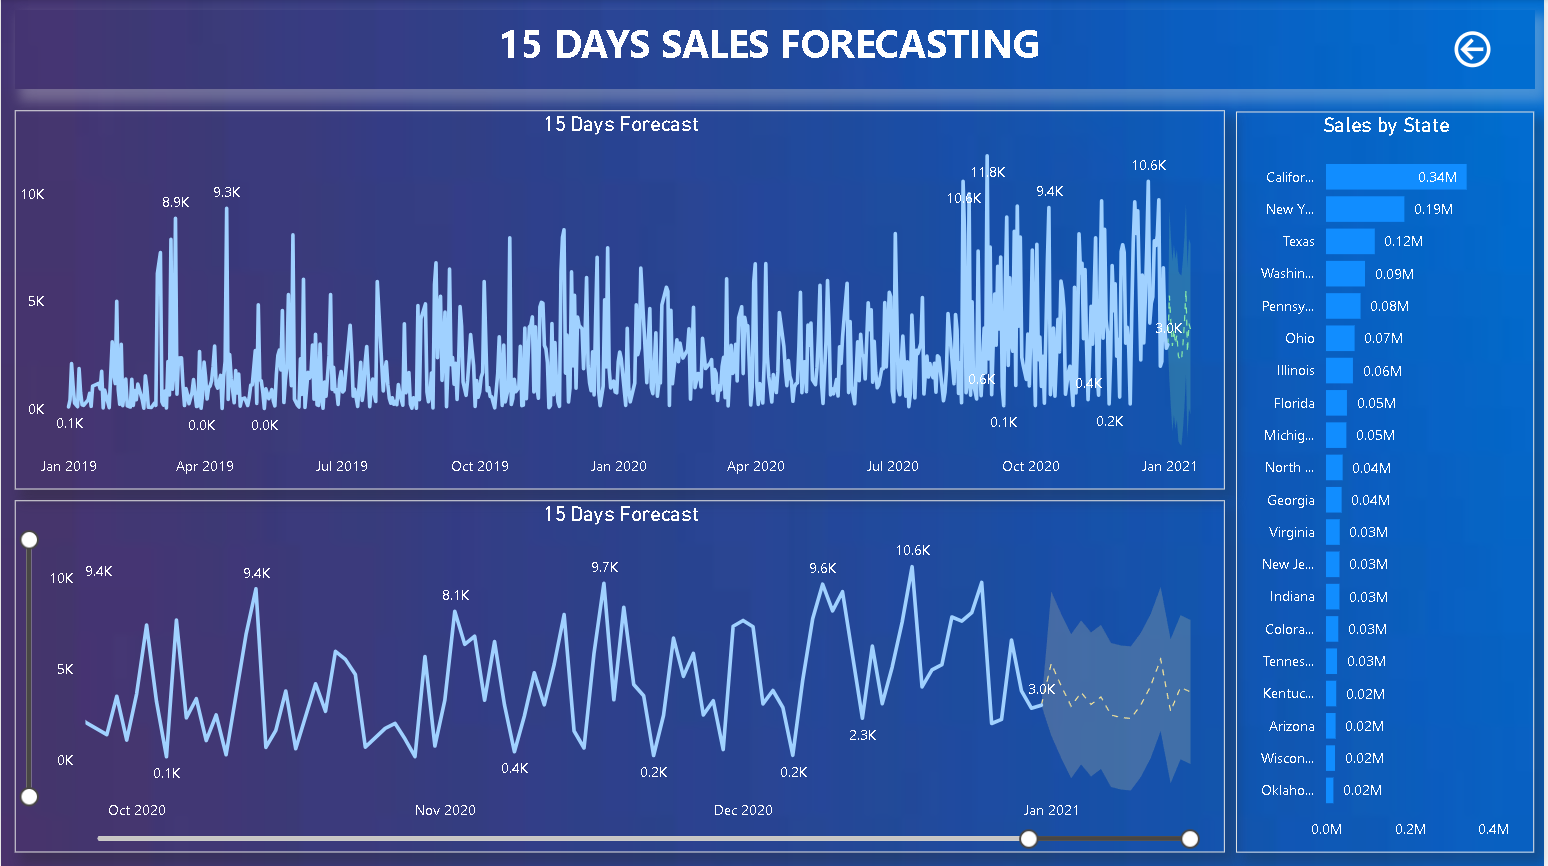 15 DAYS SALES FORECASTING
15 Days Forecast
10K
5K
0K
8.9K
9.3K
11.8K
10.6K
9.4K
10.6K
3.0K
0.6K
0.4K
0.1K
0.0K
0.0K
0.1K
0.2K
Jan 2019
Apr 2019
Jul 2019
Oct 2019
Jan 2020
Apr 2020
Jul 2020
Oct 2020
Jan 2021
15 Days Forecast
10K
5K
0K
9.4K
9.4K
8.1K
9.7K
9.6K
10.6K
3.0K
2.3K
0.1K
0.4K
0.2K
0.2K
Oct 2020
Nov 2020
Dec 2020
Jan 2021
Sales by State
Califor... 0.34M
New Y... 0.19M
Texas 0.12M
Washin... 0.09M
Pennsy... 0.08M
Ohio 0.07M
Illinois 0.06M
Florida 0.05M
Michig... 0.05M
North ... 0.04M
Georgia 0.04M
Virginia 0.03M
New Je... 0.03M
Indiana 0.03M
Colora... 0.03M
Tennes... 0.03M
Kentuc... 0.02M
Arizona 0.02M
Wiscon... 0.02M
Oklaho... 0.02M
0.0M 0.2M 0.4M